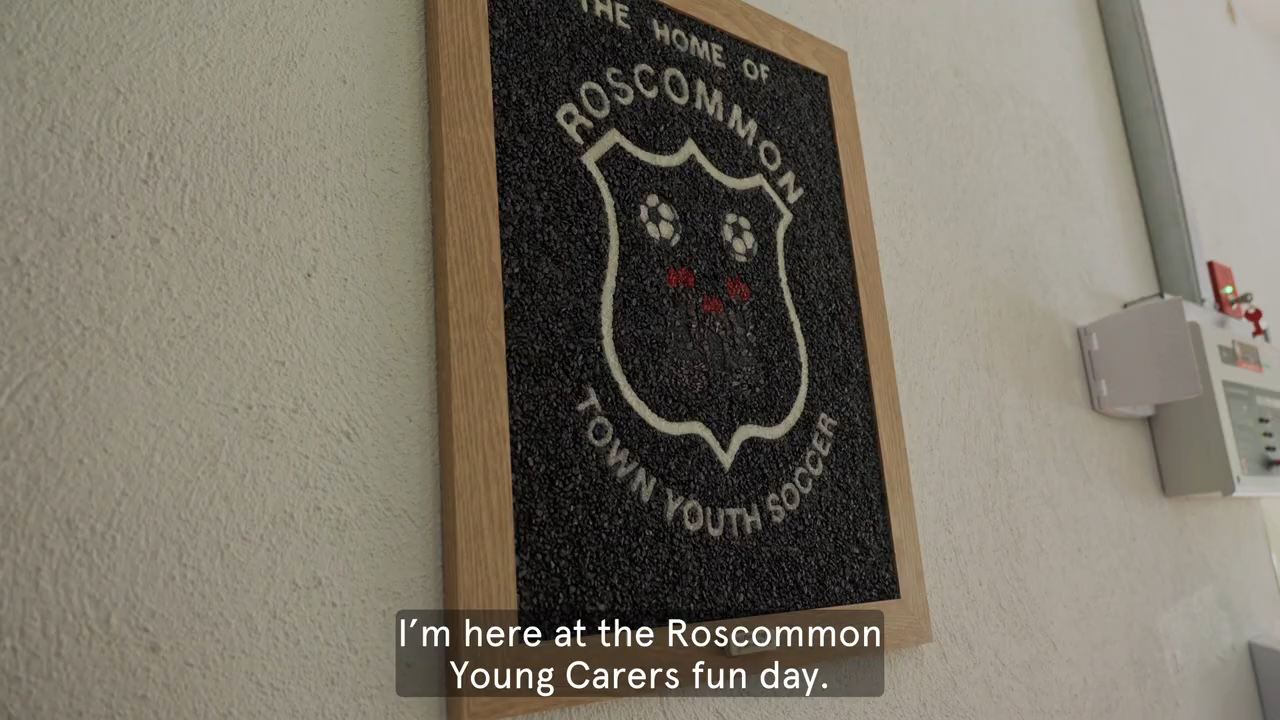 THE HOME OF
ROSCOMMON
TOWN YOUTH SOCCER
I'm here at the Roscommon
Young Carers fun day.